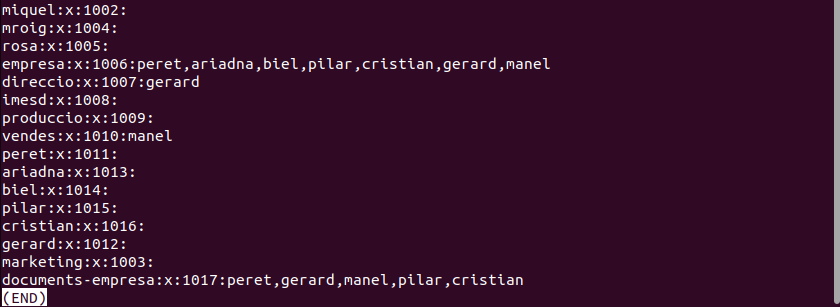 miquel:x:1002:
mroig:x:1004:
rosa:x:1005:
empresa:x:1006:peret,ariadna,biel,pilar,cristian,gerard,manel
direccio:x:1007:gerard
imesd:x:1008:
produccio:x:1009:
vendes:x:1010:manel
peret:x:1011:
ariadna:x:1013:
biel:x:1014:
pilar:x:1015:
cristian:x:1016:
gerard:x:1012:
marketing:x:1003:
documents-empresa:x:1017:peret,gerard,manel,pilar,cristian
(END)